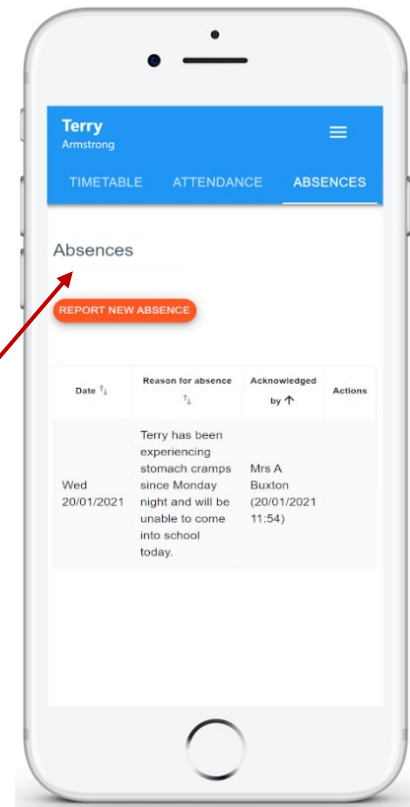 Terry
Armstrong
TIMETABLE ATTENDANCE ABSENCES
Absences
REPORT NEW ABSENCE
Date ↑↓ Reason for absence ↑↓ Acknowledged by ↑ Actions
Wed
20/01/2021
Terry has been
experiencing
stomach cramps
since Monday
night and will be
unable to come
into school
today.
Mrs A
Buxton
(20/01/2021
11:54)